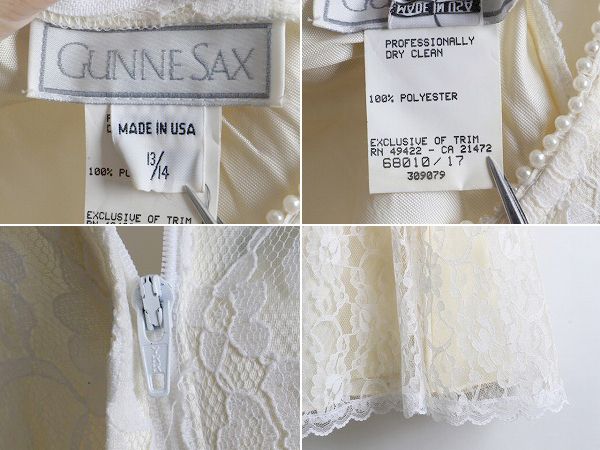 GUNNE SAX
MADE IN USA
13/14
100% PO
EXCLUSIVE OF TRIM
MADE IN USA
PROFESSIONALLY
DRY CLEAN
100% POLYESTER
EXCLUSIVE OF TRIM
RN 49422 - CA 21472
68010/17
309079
YKK